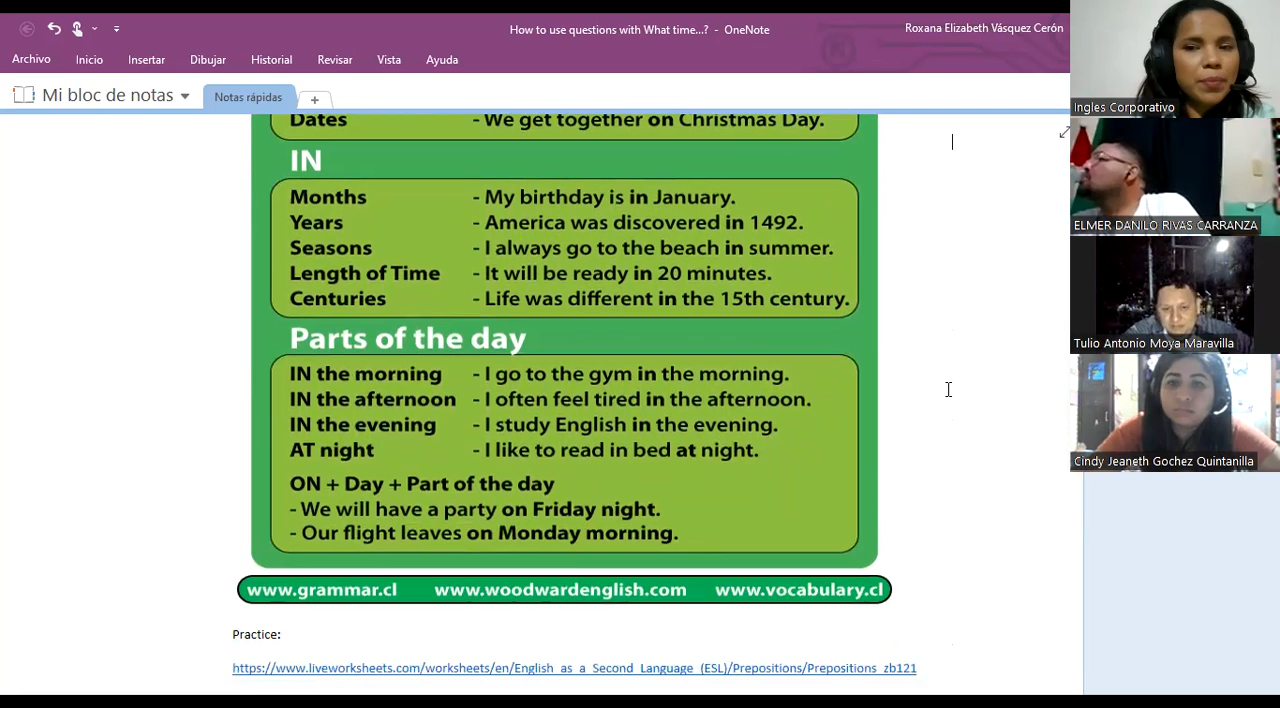 How to use questions with What time...? - OneNote
Roxana Elizabeth Vásquez Cerón
Archivo Inicio Insertar Dibujar Historial Revisar Vista Ayuda
Mi bloc de notas
Notas rápidas
Dates - We get together on Christmas Day.
IN
Months - My birthday is in January.
Years - America was discovered in 1492.
Seasons - I always go to the beach in summer.
Length of Time - It will be ready in 20 minutes.
Centuries - Life was different in the 15th century.
Parts of the day
IN the morning - I go to the gym in the morning.
IN the afternoon - I often feel tired in the afternoon.
IN the evening - I study English in the evening.
AT night - I like to read in bed at night.
ON + Day + Part of the day
- We will have a party on Friday night.
- Our flight leaves on Monday morning.
www.grammar.cl www.woodwardenglish.com www.vocabulary.cl
Practice:
https://www.liveworksheets.com/worksheets/en/English_as_a_Second_Language_(ESL)/Prepositions/Prepositions_zb121
Ingles Corporativo
ELMER DANILO RIVAS CARRANZA
Tulio Antonio Moya Maravilla
Cindy Jeaneth Gochez Quintanilla